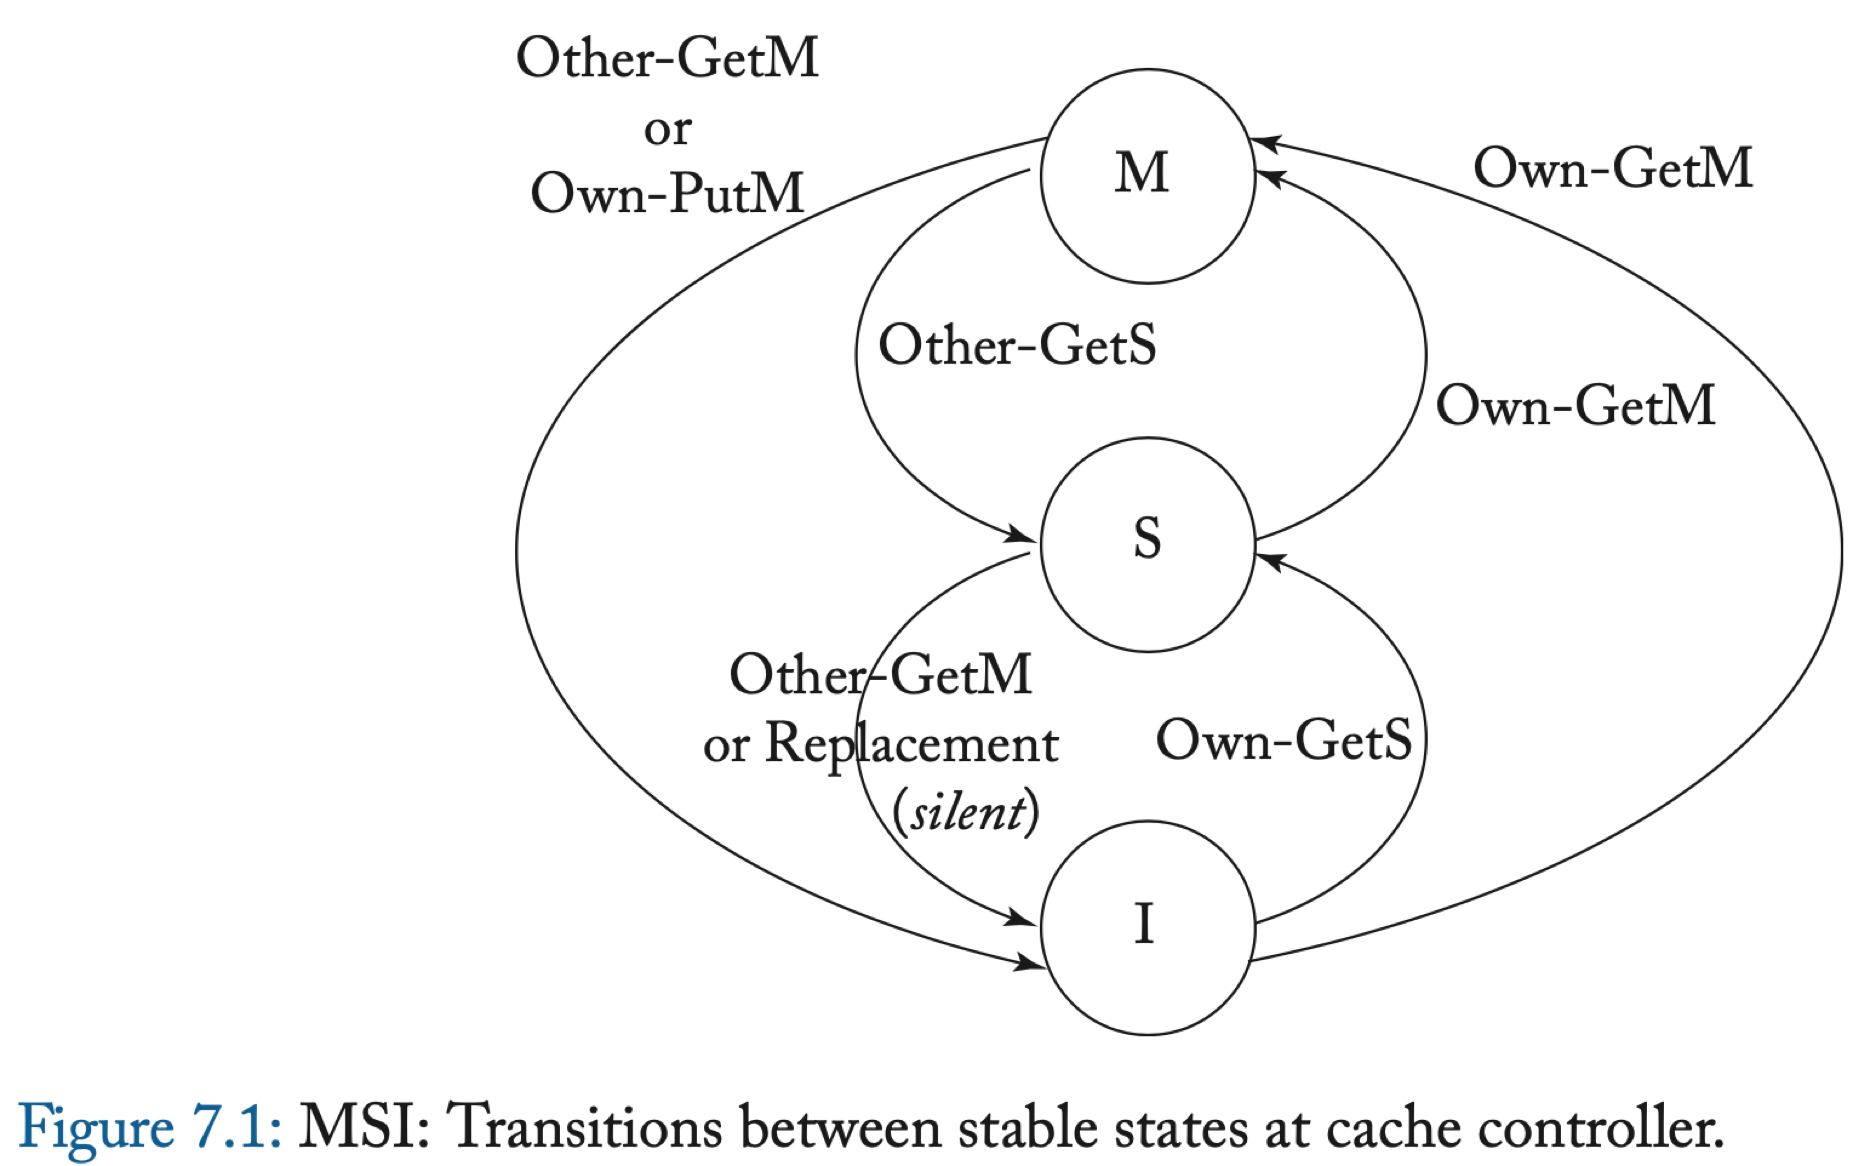 Other-GetM
or
Own-PutM
M
Own-GetM
Other-GetS
Own-GetM
S
Other-GetM
or Replacement
(silent)
Own-GetS
I
Figure 7.1: MSI: Transitions between stable states at cache controller.